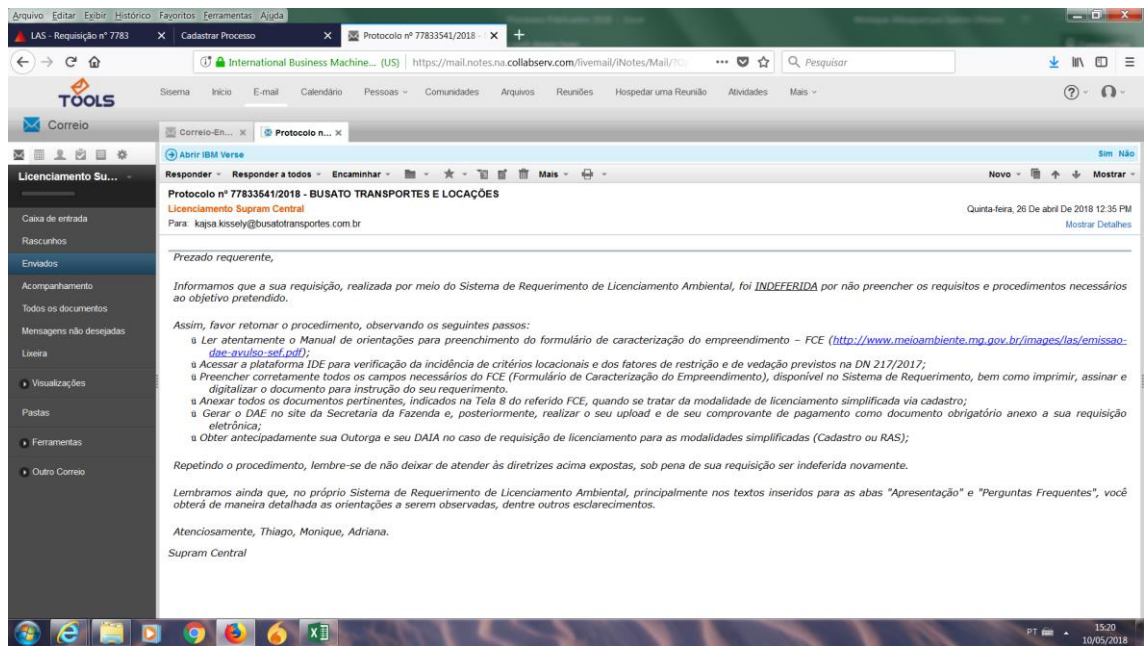 Arquivo Editar Exibir Histórico Favoritos Ferramentas Ajuda
LAS - Requisição nº 7783
Cadastrar Processo
Protocolo nº 77833541/2018 -
International Business Machine... (US)
https://mail.notes.na.collabserv.com/livemail/iNotes/Mail/?O
Pesquisar
TOOLS
Sisema Início E-mail Calendário Pessoas Comunidades Arquivos Reuniões Hospedar uma Reunião Atividades Mais
Correio
Correio-En... Protocolo n...
Abrir IBM Verse
Sim Não
Licenciamento Su...
Responder Responder a todos Encaminhar Mais
Novo Mostrar
Protocolo nº 77833541/2018 - BUSATO TRANSPORTES E LOCAÇÕES
Licenciamento Supram Central
Quinta-feira, 26 De abril De 2018 12:35 PM
Para: kajsa.kissely@busatotransportes.com.br
Mostrar Detalhes
Caixa de entrada
Rascunhos
Enviados
Acompanhamento
Todos os documentos
Mensagens não desejadas
Lixeira
Visualizações
Pastas
Ferramentas
Outro Correio
Prezado requerente,
Informamos que a sua requisição, realizada por meio do Sistema de Requerimento de Licenciamento Ambiental, foi INDEFERIDA por não preencher os requisitos e procedimentos necessários
ao objetivo pretendido.
Assim, favor retomar o procedimento, observando os seguintes passos:
Ler atentamente o Manual de orientações para preenchimento do formulário de caracterização do empreendimento – FCE (http://www.meioambiente.mg.gov.br/images/las/emissao-
dae-avulso-sef.pdf);
Acessar a plataforma IDE para verificação da incidência de critérios locacionais e dos fatores de restrição e de vedação previstos na DN 217/2017;
Preencher corretamente todos os campos necessários do FCE (Formulário de Caracterização do Empreendimento), disponível no Sistema de Requerimento, bem como imprimir, assinar e
digitalizar o documento para instrução do seu requerimento.
Anexar todos os documentos pertinentes, indicados na Tela 8 do referido FCE, quando se tratar da modalidade de licenciamento simplificada via cadastro;
Gerar o DAE no site da Secretaria da Fazenda e, posteriormente, realizar o seu upload e de seu comprovante de pagamento como documento obrigatório anexo a sua requisição
eletrônica;
Obter antecipadamente sua Outorga e seu DAIA no caso de requisição de licenciamento para as modalidades simplificadas (Cadastro ou RAS);
Repetindo o procedimento, lembre-se de não deixar de atender às diretrizes acima expostas, sob pena de sua requisição ser indeferida novamente.
Lembramos ainda que, no próprio Sistema de Requerimento de Licenciamento Ambiental, principalmente nos textos inseridos para as abas "Apresentação" e "Perguntas Frequentes", você
obterá de maneira detalhada as orientações a serem observadas, dentre outros esclarecimentos.
Atenciosamente, Thiago, Monique, Adriana.
Supram Central
PT
15:20
10/05/2018